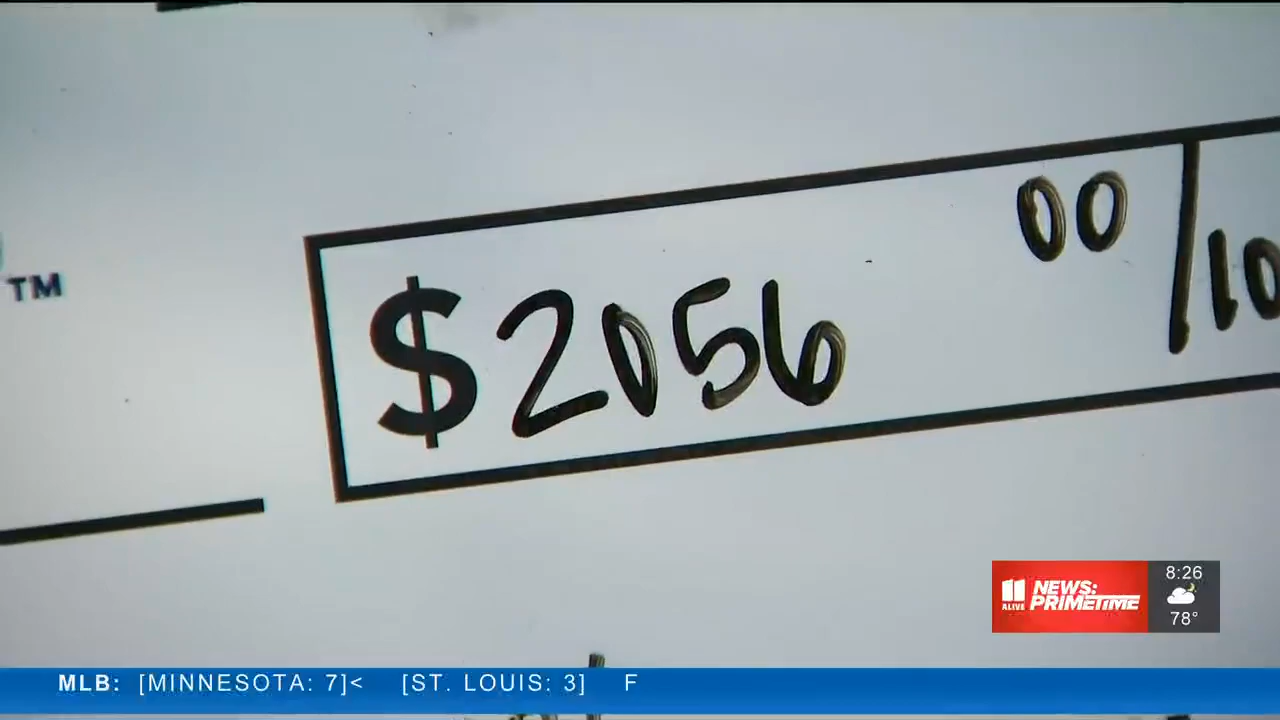 TM
$2056 00/10
8:26
11 ALIVE NEWS: PRIMETIME
78°
MLB: [MINNESOTA: 7]< [ST. LOUIS: 3] F